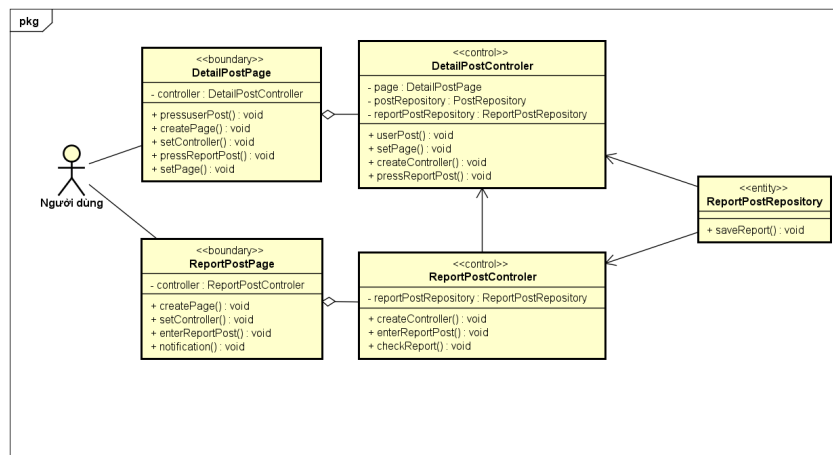 pkg
<<boundary>>
DetailPostPage
- controller : DetailPostController
+ pressuserPost() : void
+ createPage() : void
+ setController() : void
+ pressReportPost() : void
+ setPage() : void
<<control>>
DetailPostControler
- page : DetailPostPage
- postRepository : PostRepository
- reportPostRepository : ReportPostRepository
+ userPost() : void
+ setPage() : void
+ createController() : void
+ pressReportPost() : void
Người dùng
<<entity>>
ReportPostRepository
+ saveReport() : void
<<boundary>>
ReportPostPage
- controller : ReportPostControler
+ createPage() : void
+ setController() : void
+ enterReportPost() : void
+ notification() : void
<<control>>
ReportPostControler
- reportPostRepository : ReportPostRepository
+ createController() : void
+ enterReportPost() : void
+ checkReport() : void